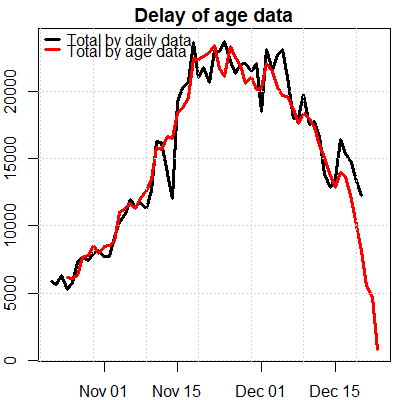 Delay of age data
Total by daily data
Total by age data
20000
15000
10000
5000
0
Nov 01 Nov 15 Dec 01 Dec 15